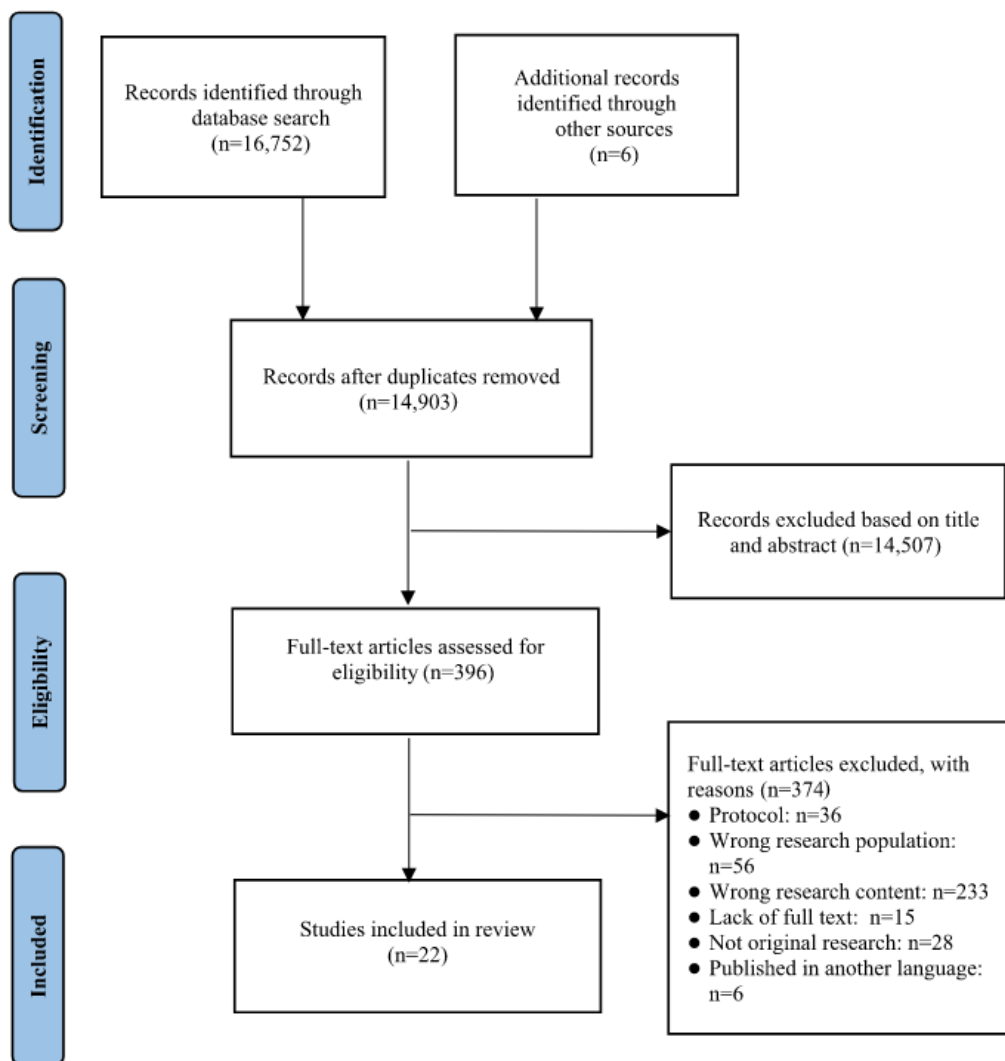 Identification
Records identified through
database search
(n=16,752)
Additional records
identified through
other sources
(n=6)
Screening
Records after duplicates removed
(n=14,903)
Records excluded based on title
and abstract (n=14,507)
Eligibility
Full-text articles assessed for
eligibility (n=396)
Full-text articles excluded, with
reasons (n=374)
● Protocol: n=36
● Wrong research population:
n=56
● Wrong research content: n=233
● Lack of full text: n=15
● Not original research: n=28
● Published in another language:
n=6
Included
Studies included in review
(n=22)